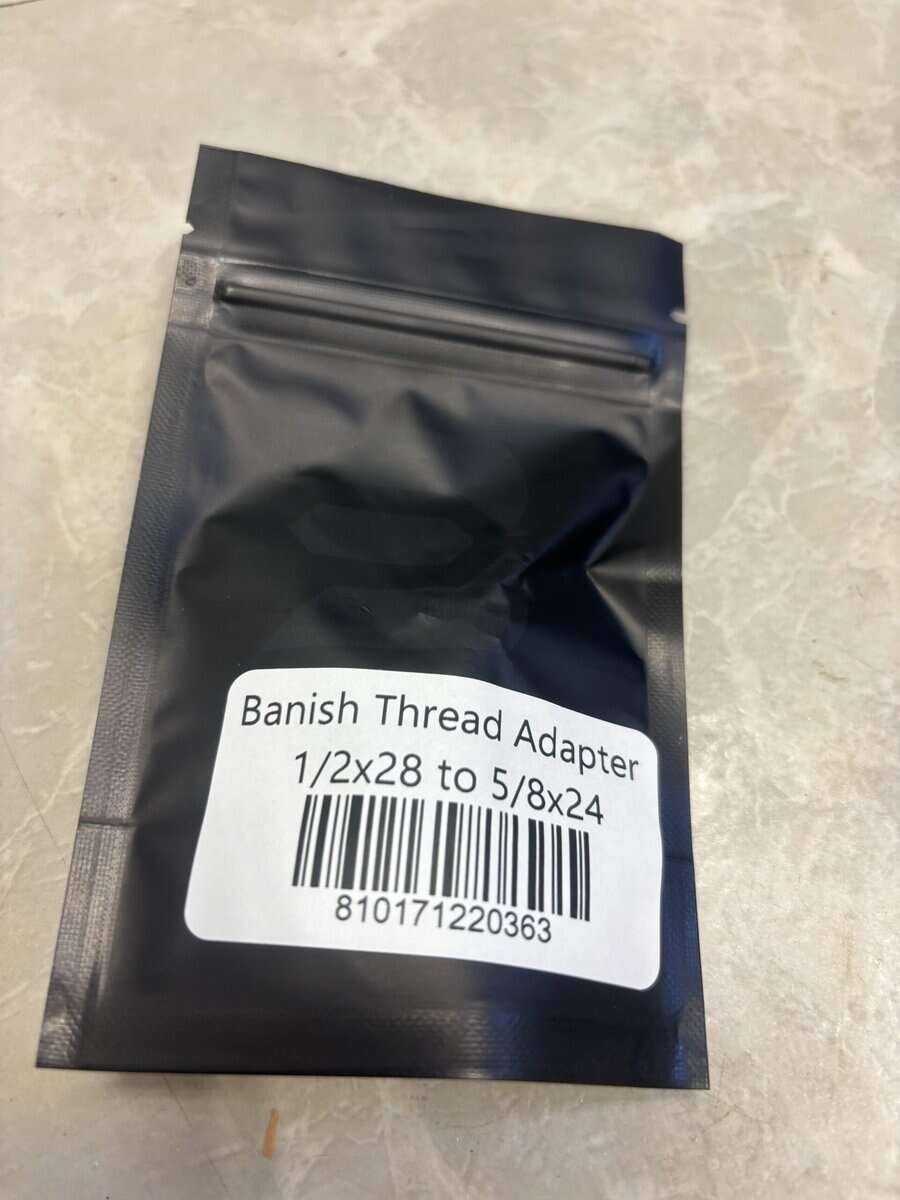 Banish Thread Adapter
1/2x28 to 5/8x24
810171220363